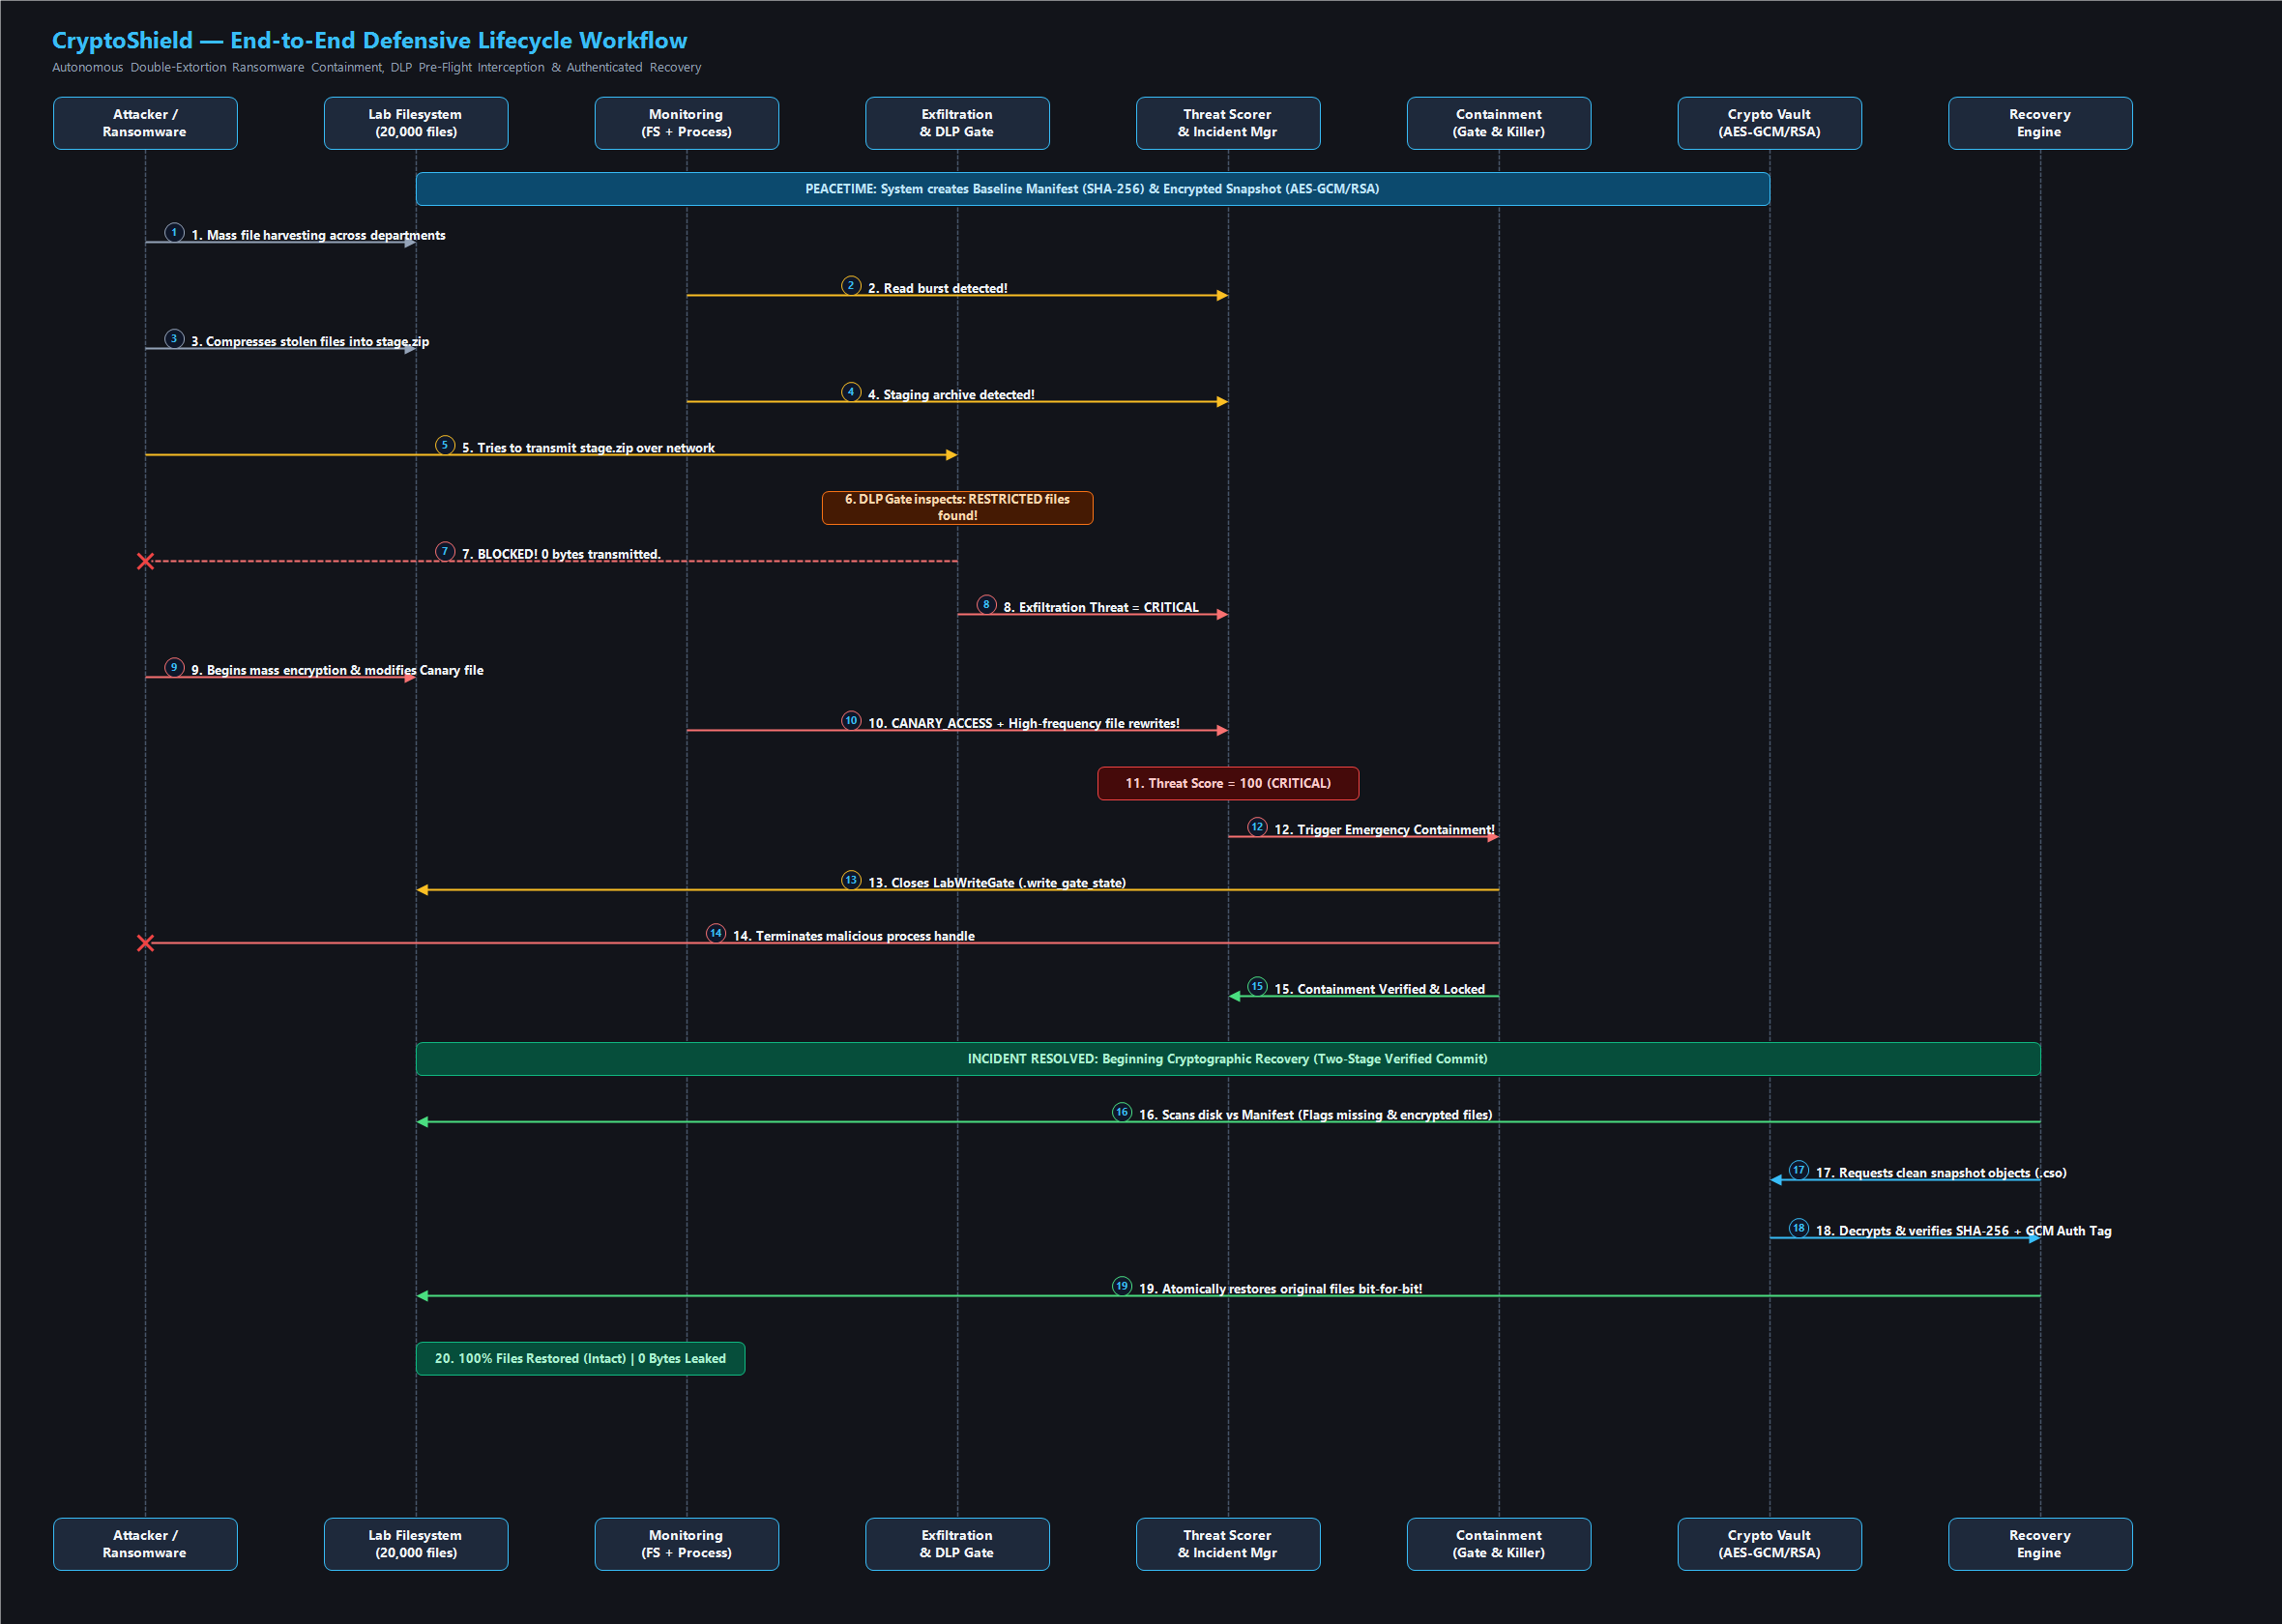 CryptoShield — End-to-End Defensive Lifecycle Workflow
Autonomous Double-Extortion Ransomware Containment, DLP Pre-Flight Interception & Authenticated Recovery
Attacker /
Ransomware
Lab Filesystem
(20,000 files)
Monitoring
(FS + Process)
Exfiltration
& DLP Gate
Threat Scorer
& Incident Mgr
Containment
(Gate & Killer)
Crypto Vault
(AES-GCM/RSA)
Recovery
Engine
PEACETIME: System creates Baseline Manifest (SHA-256) & Encrypted Snapshot (AES-GCM/RSA)
1 1. Mass file harvesting across departments
2 2. Read burst detected!
3 3. Compresses stolen files into stage.zip
4 4. Staging archive detected!
5 5. Tries to transmit stage.zip over network
6. DLP Gate inspects: RESTRICTED files
found!
7 7. BLOCKED! 0 bytes transmitted.
8 8. Exfiltration Threat = CRITICAL
9 9. Begins mass encryption & modifies Canary file
10 10. CANARY_ACCESS + High-frequency file rewrites!
11. Threat Score = 100 (CRITICAL)
12 12. Trigger Emergency Containment!
13 13. Closes LabWriteGate (.write_gate_state)
14 14. Terminates malicious process handle
15 15. Containment Verified & Locked
INCIDENT RESOLVED: Beginning Cryptographic Recovery (Two-Stage Verified Commit)
16 16. Scans disk vs Manifest (Flags missing & encrypted files)
17 17. Requests clean snapshot objects (.cso)
18 18. Decrypts & verifies SHA-256 + GCM Auth Tag
19 19. Atomically restores original files bit-for-bit!
20. 100% Files Restored (Intact) | 0 Bytes Leaked
Attacker /
Ransomware
Lab Filesystem
(20,000 files)
Monitoring
(FS + Process)
Exfiltration
& DLP Gate
Threat Scorer
& Incident Mgr
Containment
(Gate & Killer)
Crypto Vault
(AES-GCM/RSA)
Recovery
Engine